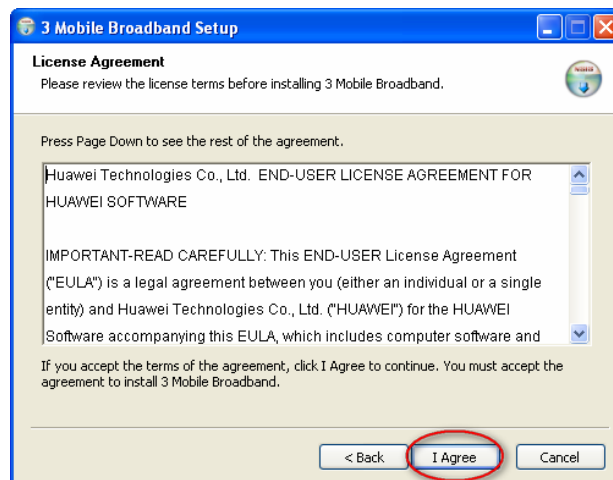 3 Mobile Broadband Setup
License Agreement
Please review the license terms before installing 3 Mobile Broadband.
Press Page Down to see the rest of the agreement.
Huawei Technologies Co., Ltd.  END-USER LICENSE AGREEMENT FOR
HUAWEI SOFTWARE
IMPORTANT-READ CAREFULLY: This END-USER License Agreement
("EULA") is a legal agreement between you (either an individual or a single
entity) and Huawei Technologies Co., Ltd. ("HUAWEI") for the HUAWEI
Software accompanying this EULA, which includes computer software and
If you accept the terms of the agreement, click I Agree to continue. You must accept the
agreement to install 3 Mobile Broadband.
< Back
I Agree
Cancel